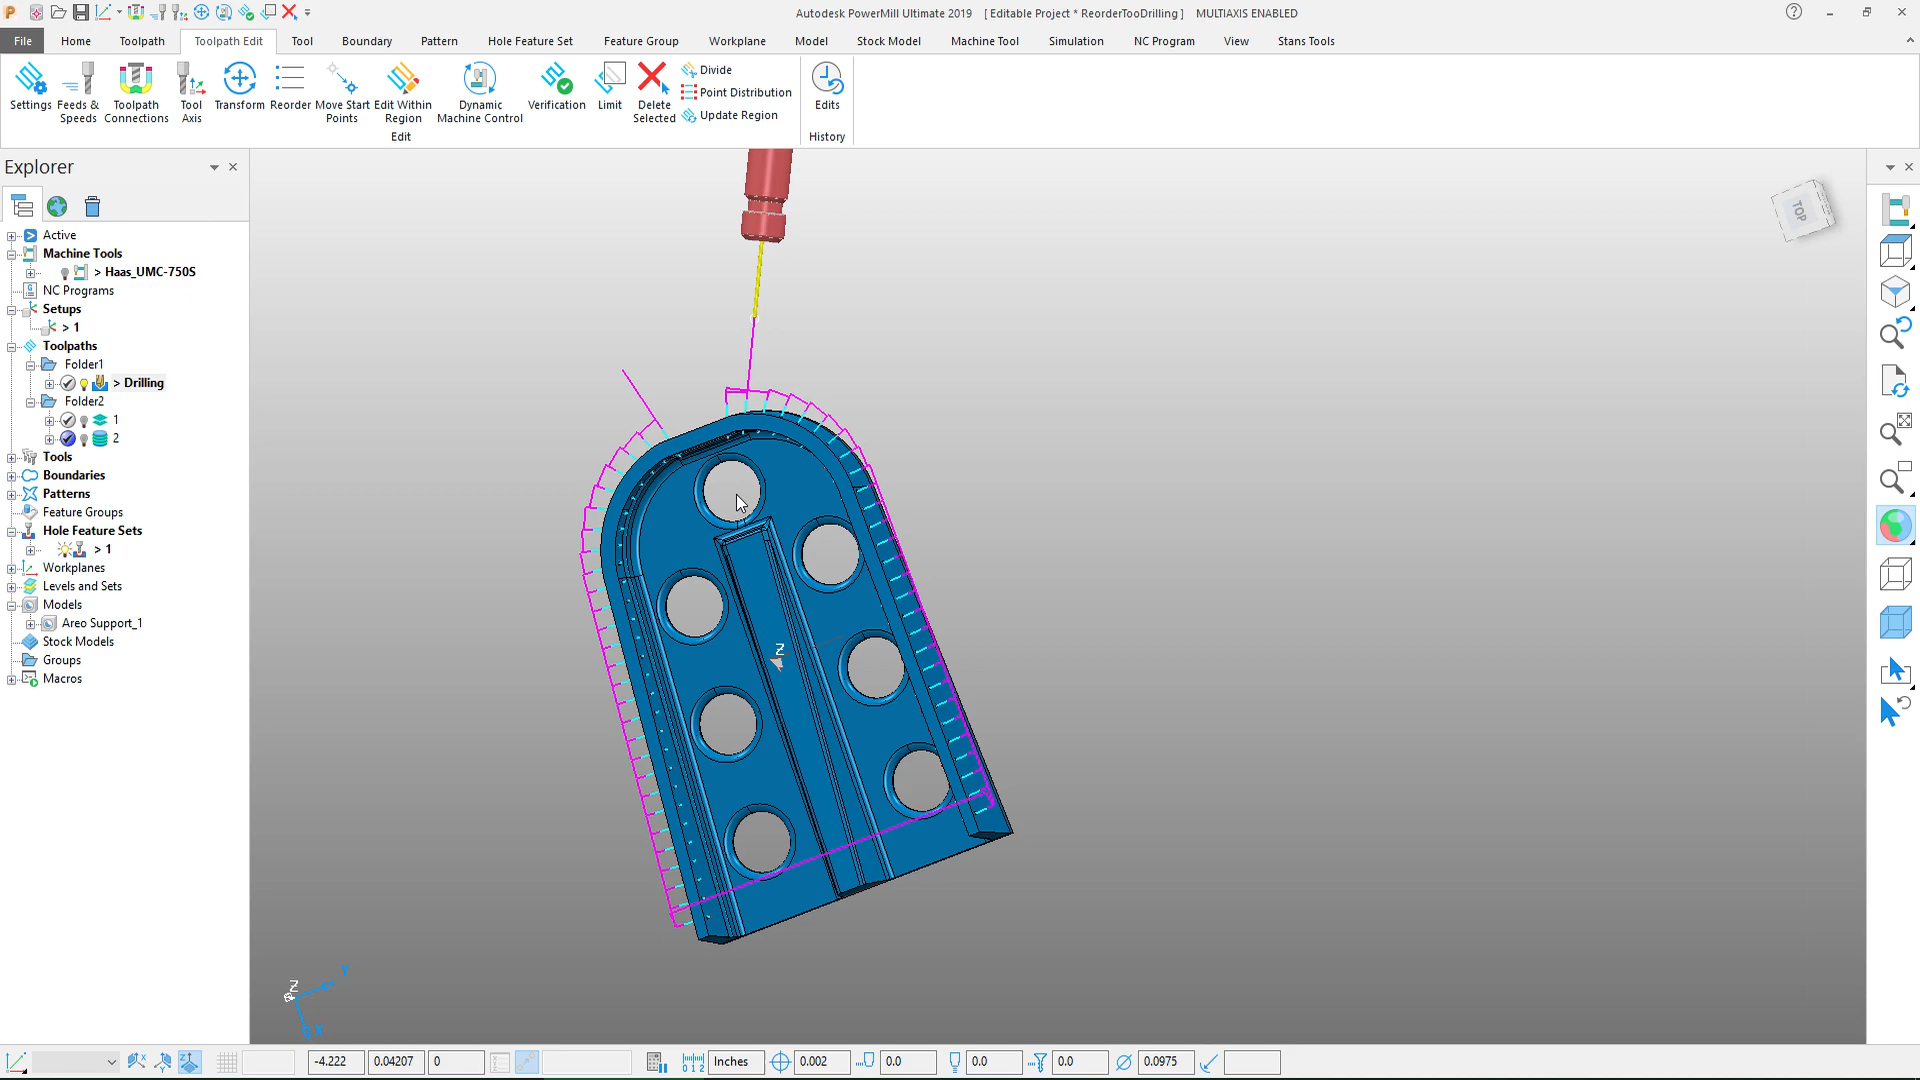 Autodesk PowerMill Ultimate 2019 [ Editable Project * ReorderTooDrilling ] MULTIAXIS ENABLED
File Home Toolpath Toolpath Edit Tool Boundary Pattern Hole Feature Set Feature Group Workplane Model Stock Model Machine Tool Simulation NC Program View Stans Tools
Settings
Feeds & Speeds
Toolpath Connections
Tool Axis
Transform
Reorder
Move Start Points
Edit Within Region
Dynamic Machine Control
Verification
Limit
Delete Selected
Divide
Point Distribution
Update Region
Edits
Edit
History
Explorer
Active
Machine Tools
> Haas_UMC-750S
NC Programs
Setups
> 1
Toolpaths
Folder1
> Drilling
Folder2
1
2
Tools
Boundaries
Patterns
Feature Groups
Hole Feature Sets
> 1
Workplanes
Levels and Sets
Models
Areo Support_1
Stock Models
Groups
Macros
TOP
Z
Z
Y
X
-4.222 0.04207 0 Inches 0.002 0.0 0.0 0.0 0.0975